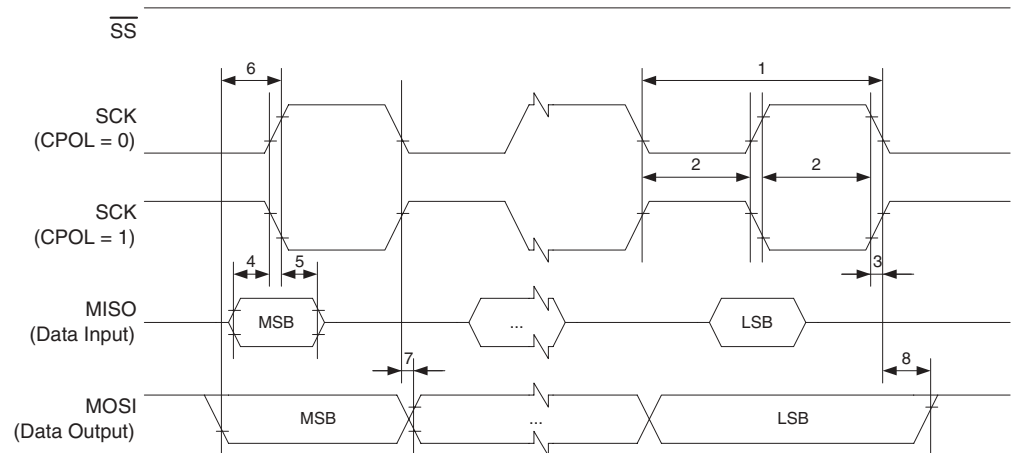 SS
6
1
SCK
(CPOL = 0)
2
2
SCK
(CPOL = 1)
4
5
3
MISO
(Data Input)
MSB
...
LSB
7
8
MOSI
(Data Output)
MSB
...
LSB